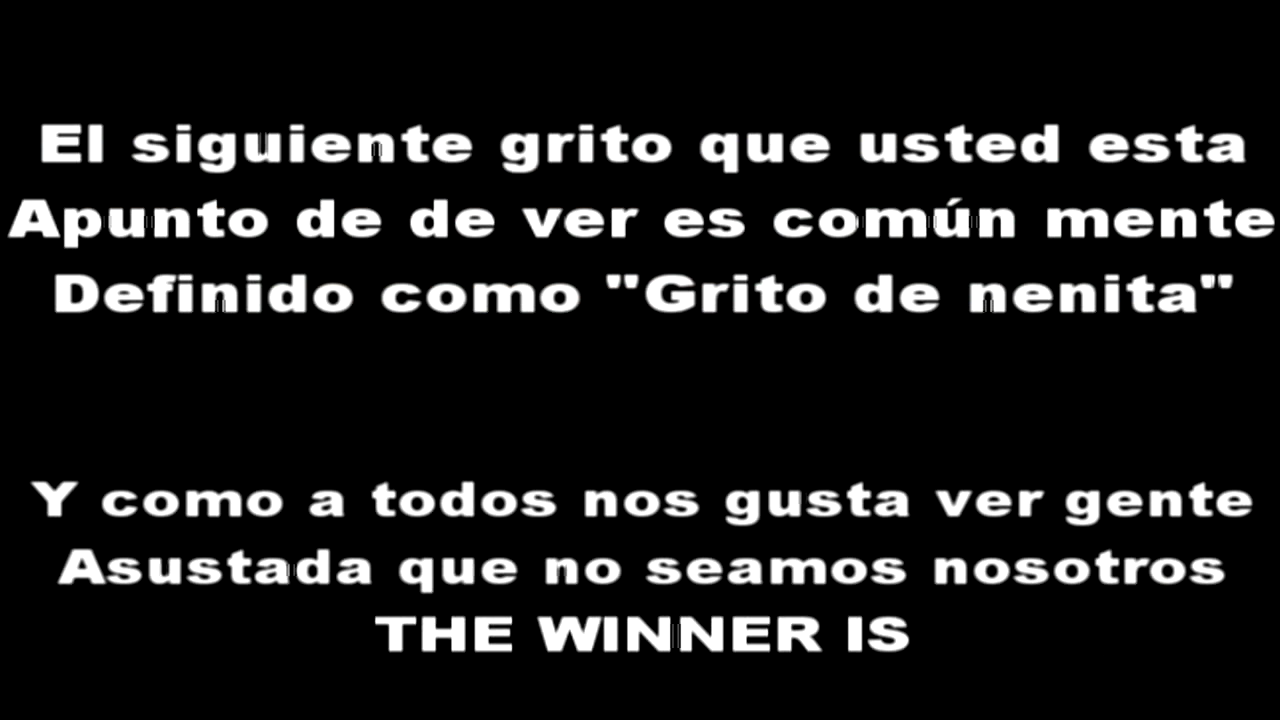 El siguiente grito que usted esta
Apunto de de ver es común mente
Definido como "Grito de nenita"
Y como a todos nos gusta ver gente
Asustada que no seamos nosotros
THE WINNER IS